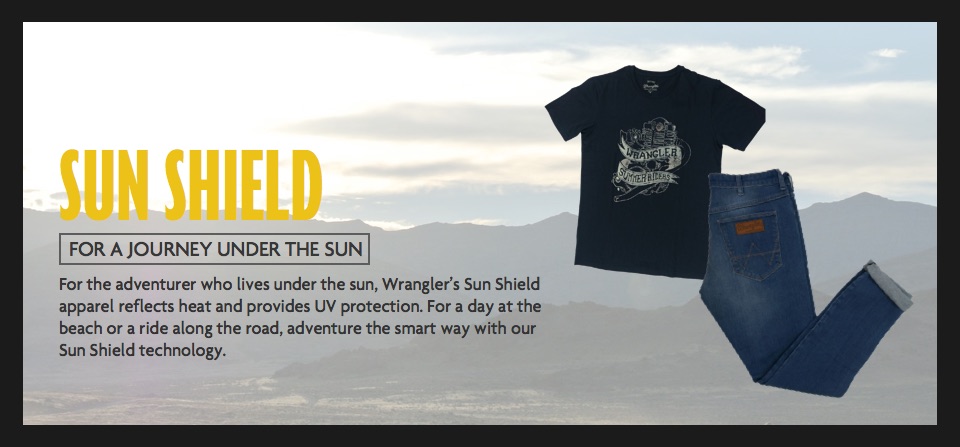 SUN SHIELD
FOR A JOURNEY UNDER THE SUN
For the adventurer who lives under the sun, Wrangler’s Sun Shield
apparel reflects heat and provides UV protection. For a day at the
beach or a ride along the road, adventure the smart way with our
Sun Shield technology.
Wrangler
WRANGLER
SUMMER RIDERS